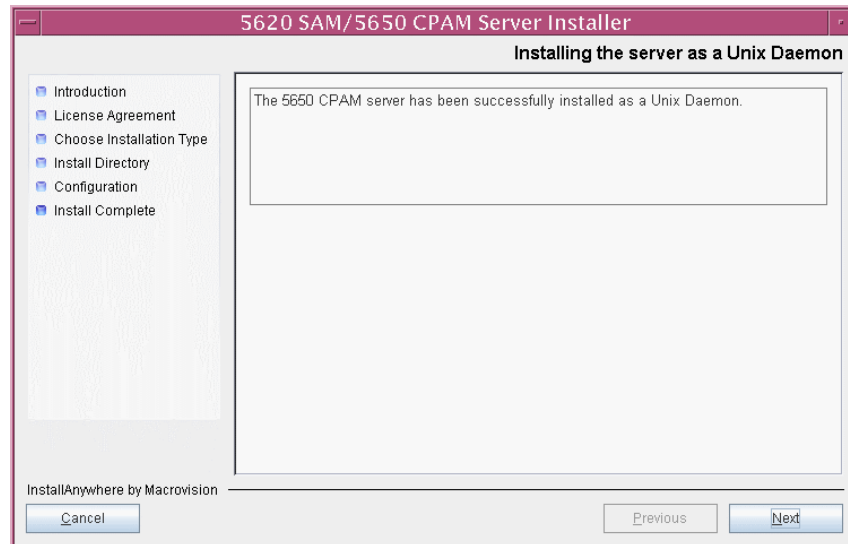 5620 SAM/5650 CPAM Server Installer
Installing the server as a Unix Daemon
Introduction
License Agreement
Choose Installation Type
Install Directory
Configuration
Install Complete
The 5650 CPAM server has been successfully installed as a Unix Daemon.
InstallAnywhere by Macrovision
Cancel
Previous
Next